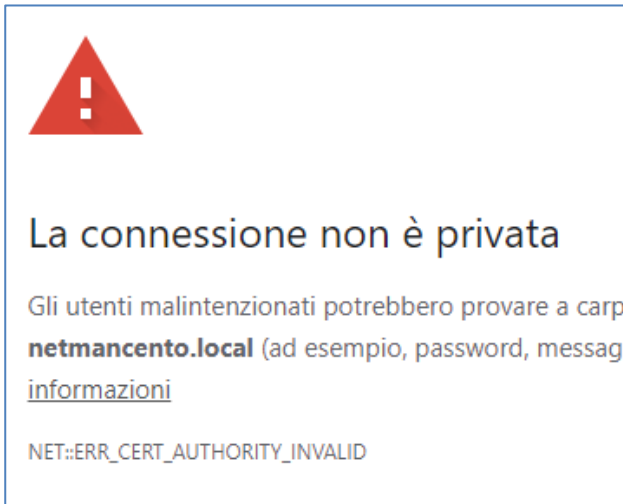 La connessione non è privata
Gli utenti malintenzionati potrebbero provare a carp
netmancento.local (ad esempio, password, messag
informazioni
NET::ERR_CERT_AUTHORITY_INVALID